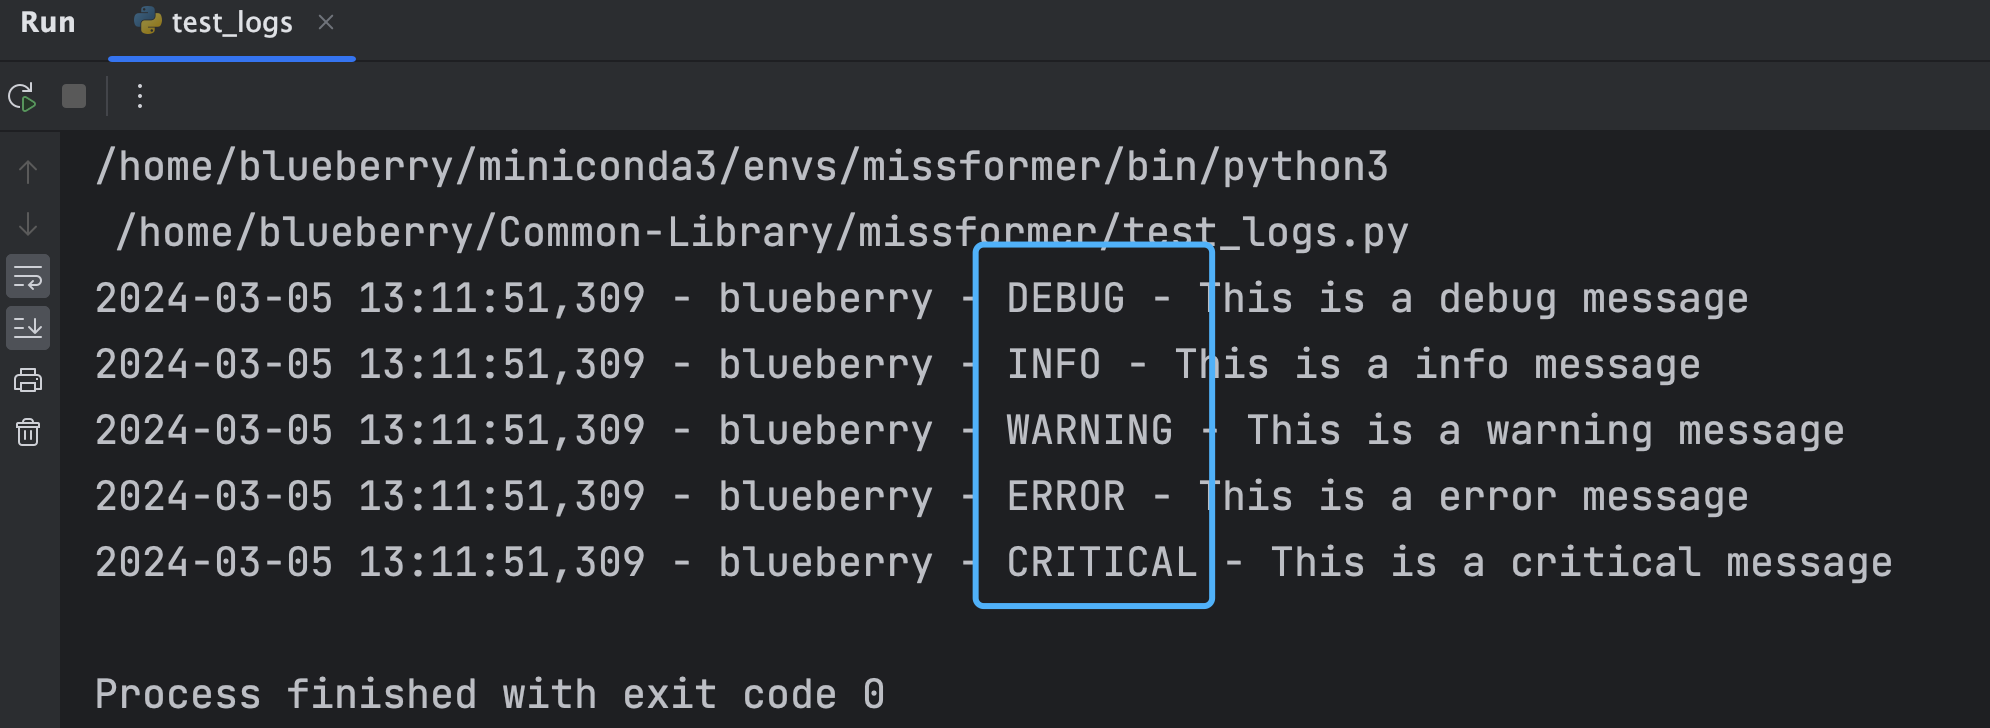 Run test_logs
/home/blueberry/miniconda3/envs/missformer/bin/python3
/home/blueberry/Common-Library/missformer/test_logs.py
2024-03-05 13:11:51,309 - blueberry - DEBUG - This is a debug message
2024-03-05 13:11:51,309 - blueberry - INFO - This is a info message
2024-03-05 13:11:51,309 - blueberry - WARNING - This is a warning message
2024-03-05 13:11:51,309 - blueberry - ERROR - This is a error message
2024-03-05 13:11:51,309 - blueberry - CRITICAL - This is a critical message
Process finished with exit code 0